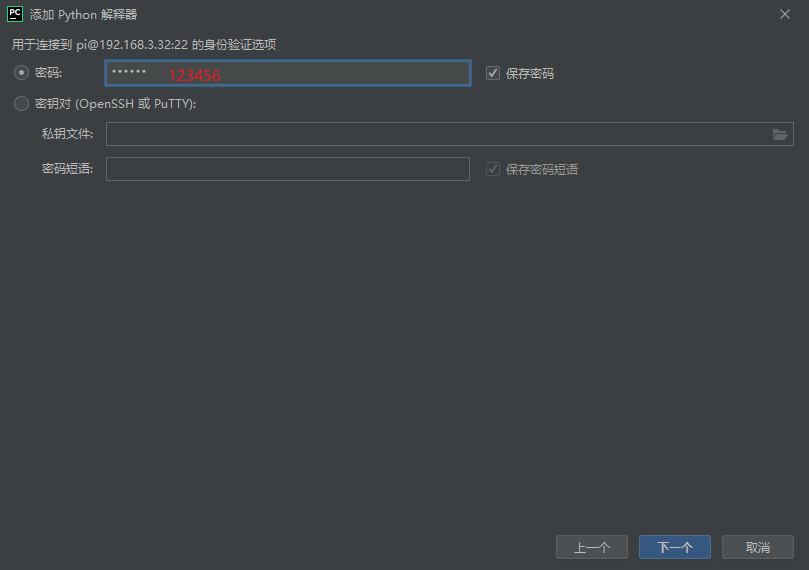 PC 添加 Python 解释器
用于连接到 pi@192.168.3.32:22 的身份验证选项
密码: •••••• 123456 保存密码
密钥对 (OpenSSH 或 PuTTY):
私钥文件:
密码短语: 保存密码短语
上一个 下一个 取消